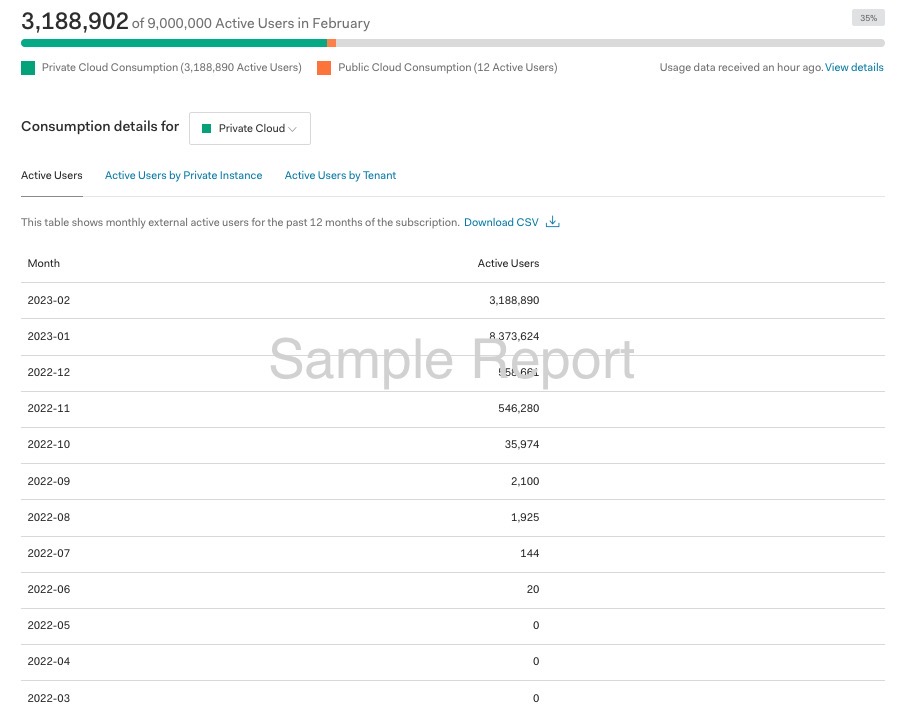 3,188,902 of 9,000,000 Active Users in February
35%
Private Cloud Consumption (3,188,890 Active Users)
Public Cloud Consumption (12 Active Users)
Usage data received an hour ago. View details
Consumption details for
Private Cloud
Active Users
Active Users by Private Instance
Active Users by Tenant
This table shows monthly external active users for the past 12 months of the subscription. Download CSV
Month Active Users
2023-02 3,188,890
2023-01 8,373,624
Sample Report
2022-12
2022-11 546,280
2022-10 35,974
2022-09 2,100
2022-08 1,925
2022-07 144
2022-06 20
2022-05 0
2022-04 0
2022-03 0